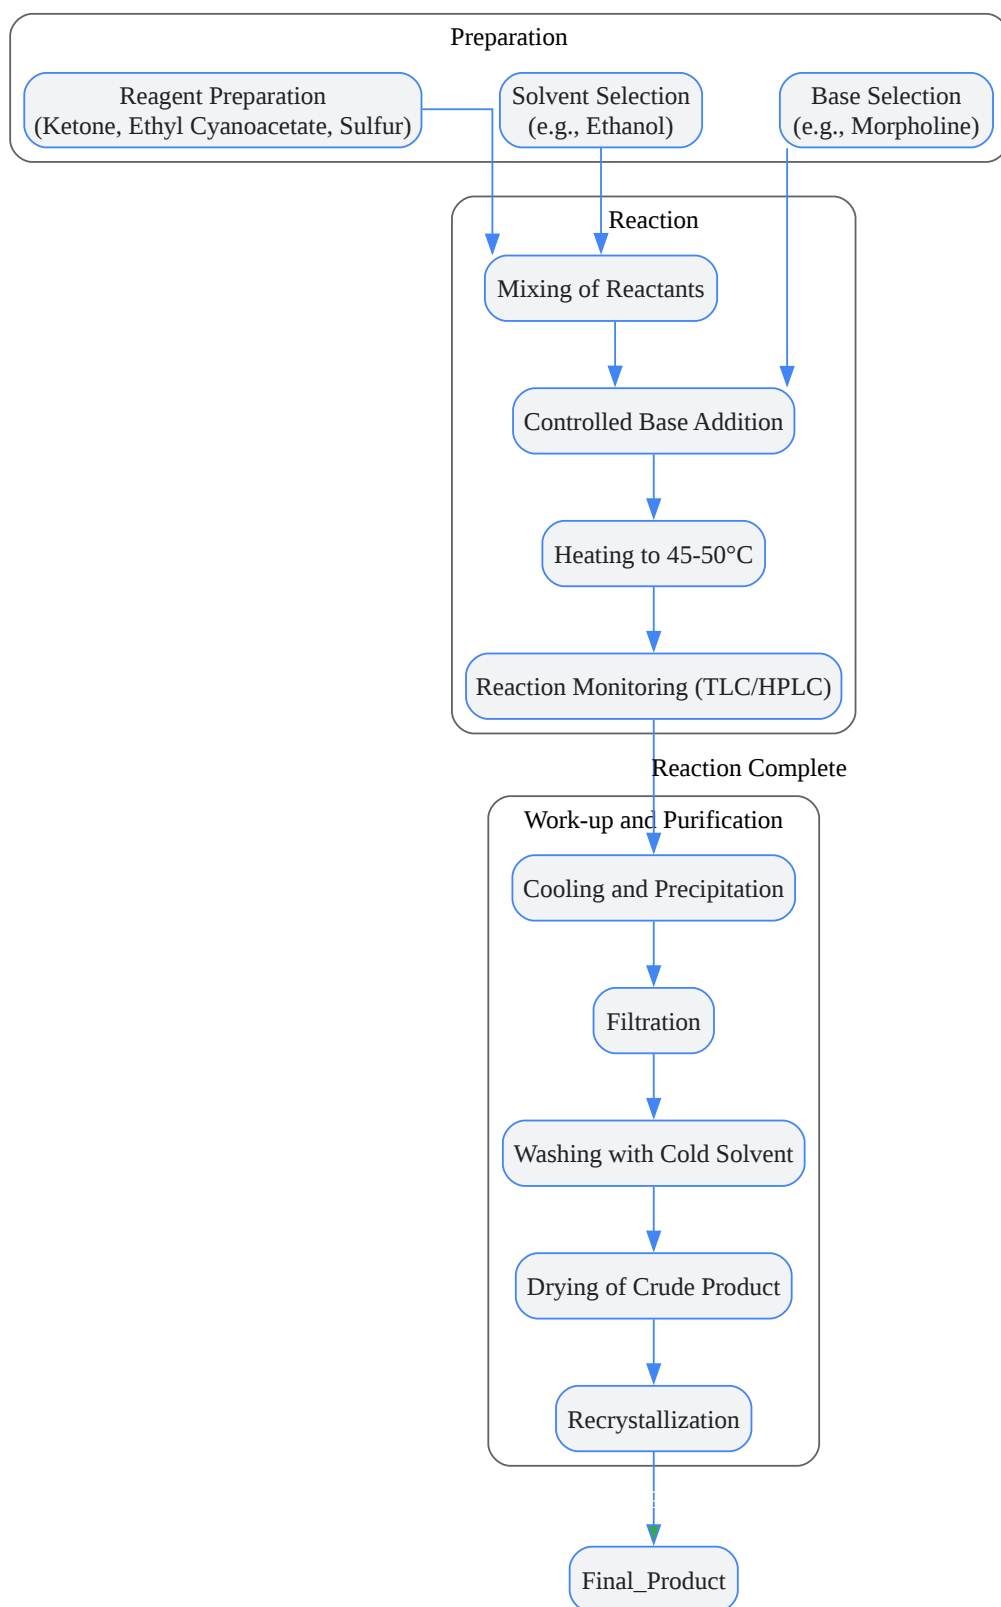 Preparation
Reagent Preparation
(Ketone, Ethyl Cyanoacetate, Sulfur)
Solvent Selection
(e.g., Ethanol)
Base Selection
(e.g., Morpholine)
Reaction
Mixing of Reactants
Controlled Base Addition
Heating to 45-50°C
Reaction Monitoring (TLC/HPLC)
Reaction Complete
Work-up and Purification
Cooling and Precipitation
Filtration
Washing with Cold Solvent
Drying of Crude Product
Recrystallization
Final_Product